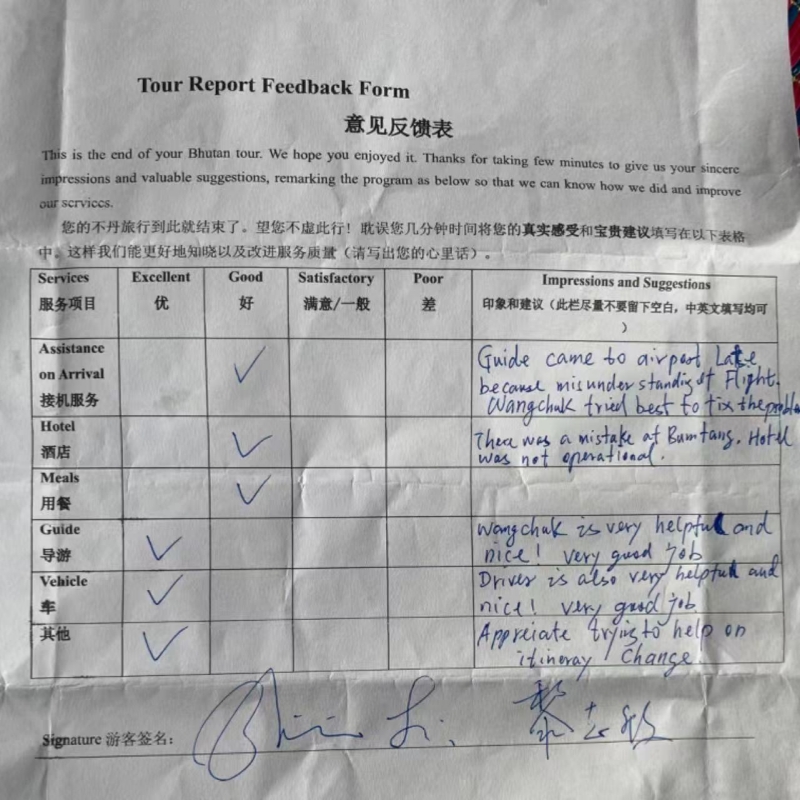 Tour Report Feedback Form
意见反馈表
This is the end of your Bhutan tour. We hope you enjoyed it. Thanks for taking few minutes to give us your sincere
impressions and valuable suggestions, remarking the program as below so that we can know how we did and improve
our services.
您的不丹旅行到此就结束了。望您不虚此行！耽误您几分钟时间将您的真实感受和宝贵建议填写在以下表格
中。这样我们能更好地知晓以及改进服务质量（请写出您的心里话）。
Services Excellent Good Satisfactory Poor Impressions and Suggestions
服务项目 优 好 满意/一般 差 印象和建议（此栏尽量不要留下空白，中英文填写均可
）
Assistance
on Arrival
接机服务
Guide came to airport Late
because misunderstanding of Flight.
Wangchuk tried best to fix the problem
Hotel
酒店
There was a mistake at Bumtang. Hotel
was not operational.
Meals
用餐
Guide
导游
Wangchuk is very helpful and
nice! very good job
Vehicle
车
Driver is also very helpful and
nice! very good job
其他
Appreciate trying to help on
itineray Change.
Signature 游客签名：